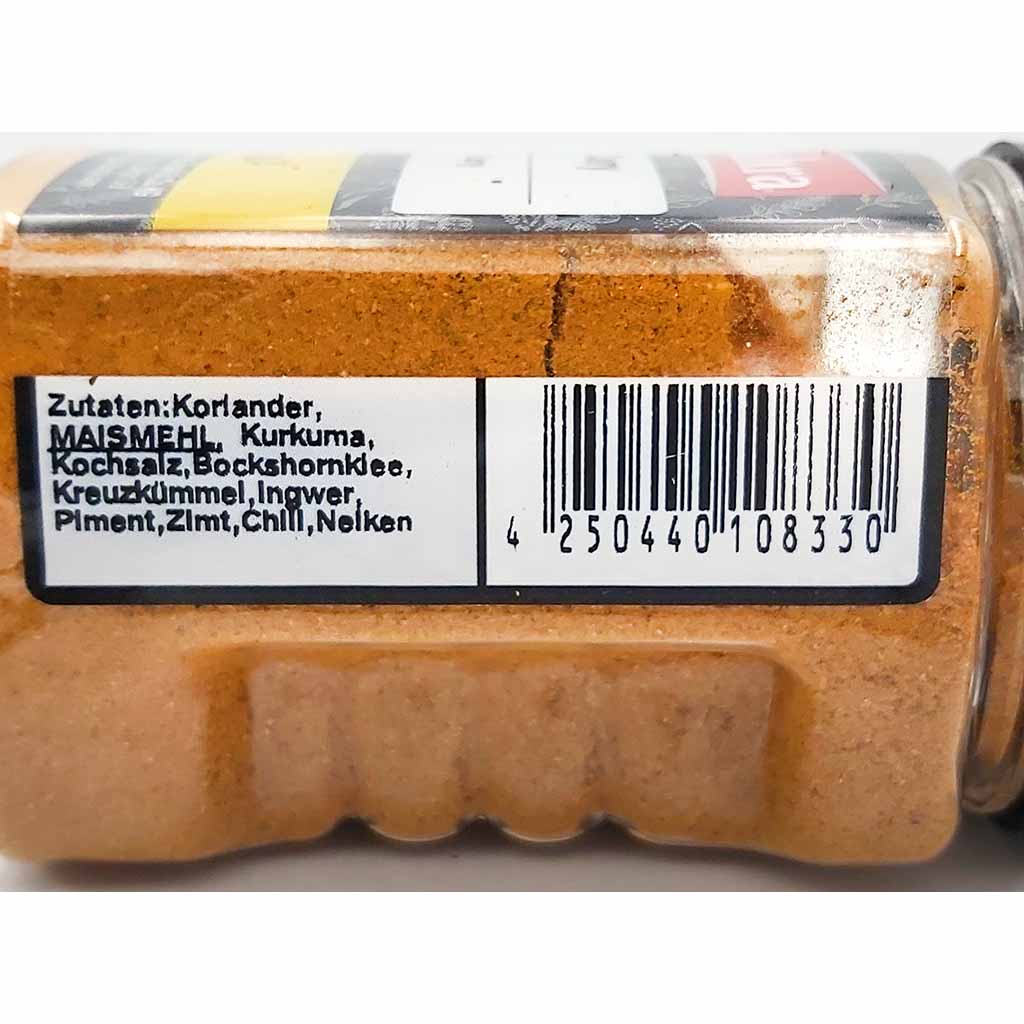 Zutaten:Koriander,
MAISMEHL, Kurkuma,
Kochsalz,Bockshornklee,
Kreuzkümmel,Ingwer,
Piment,Zimt,Chili,Nelken
4 250440 108330